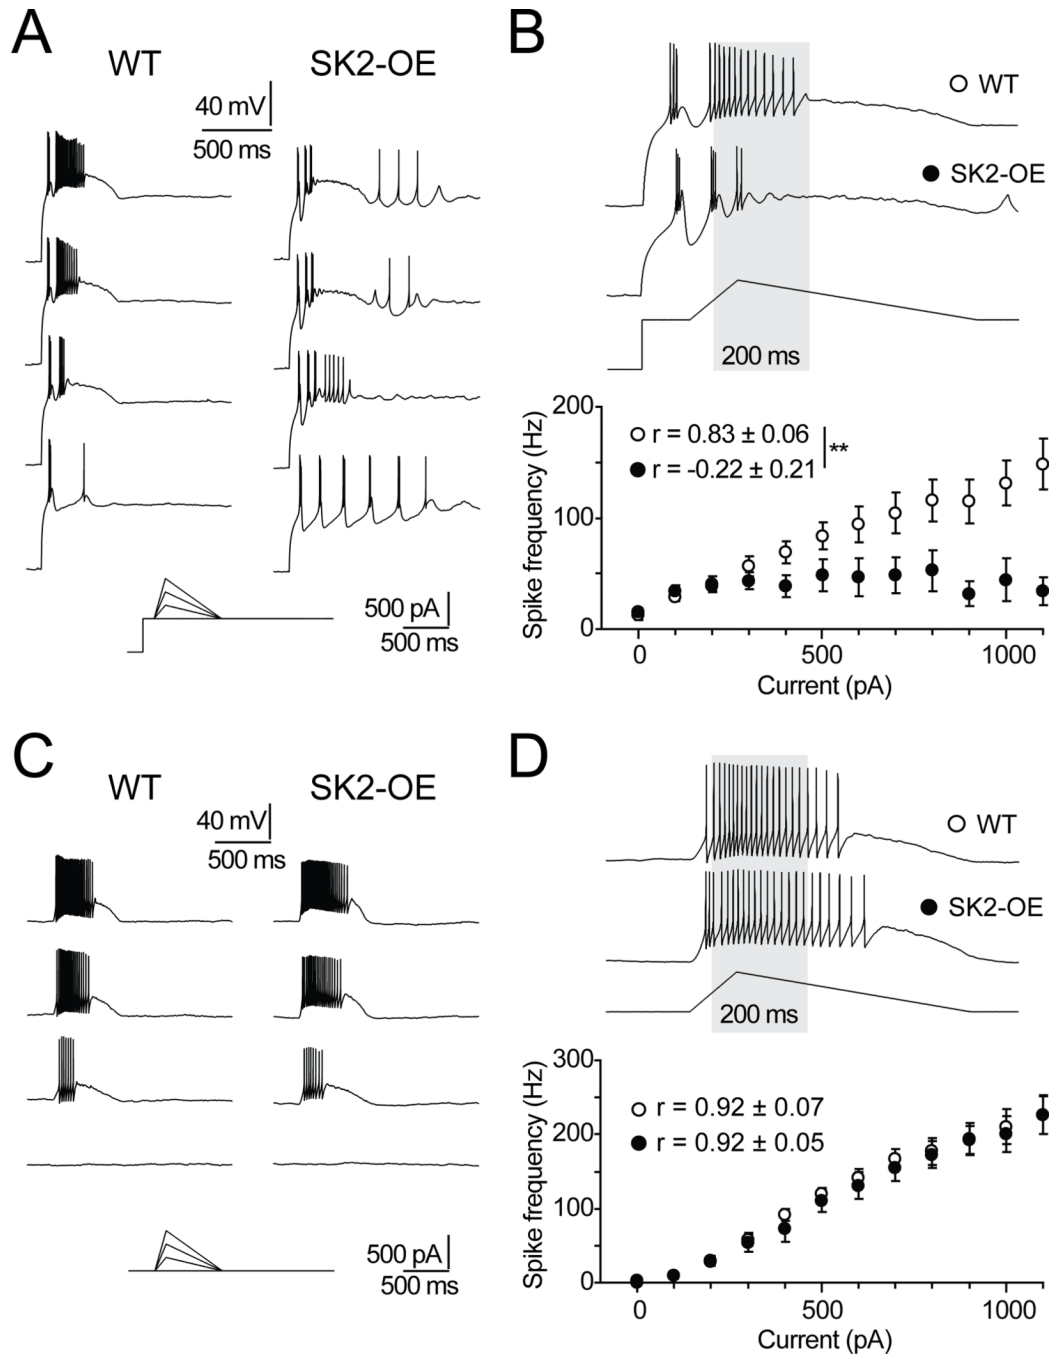 A
WT
SK2-OE
40 mV
500 ms
500 pA
500 ms
B
WT
SK2-OE
200 ms
Spike frequency (Hz)
200
100
0
r = 0.83 ± 0.06
r = -0.22 ± 0.21
**
0
500
1000
Current (pA)
C
WT
SK2-OE
40 mV
500 ms
500 pA
500 ms
D
WT
SK2-OE
200 ms
Spike frequency (Hz)
300
200
100
0
r = 0.92 ± 0.07
r = 0.92 ± 0.05
0
500
1000
Current (pA)